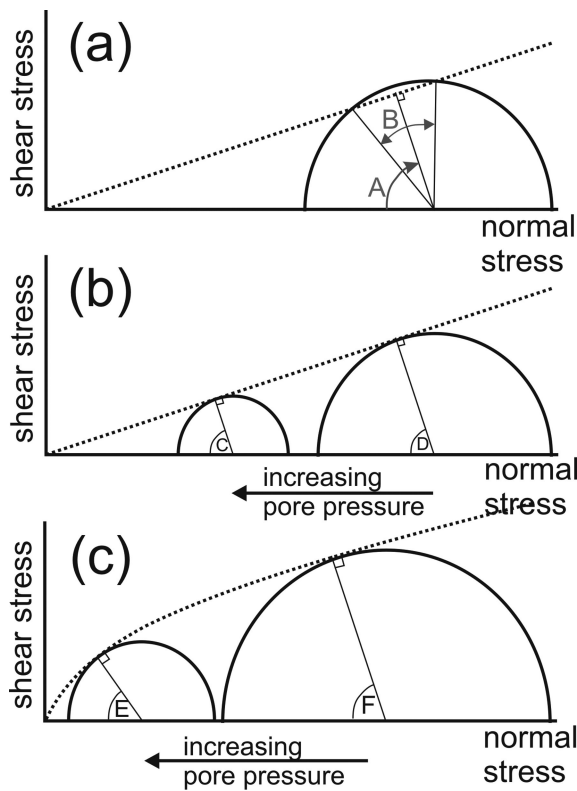 (a)
shear stress
B
A
normal
stress
(b)
shear stress
C
D
normal
stress
increasing
pore pressure
(c)
shear stress
E
F
normal
stress
increasing
pore pressure